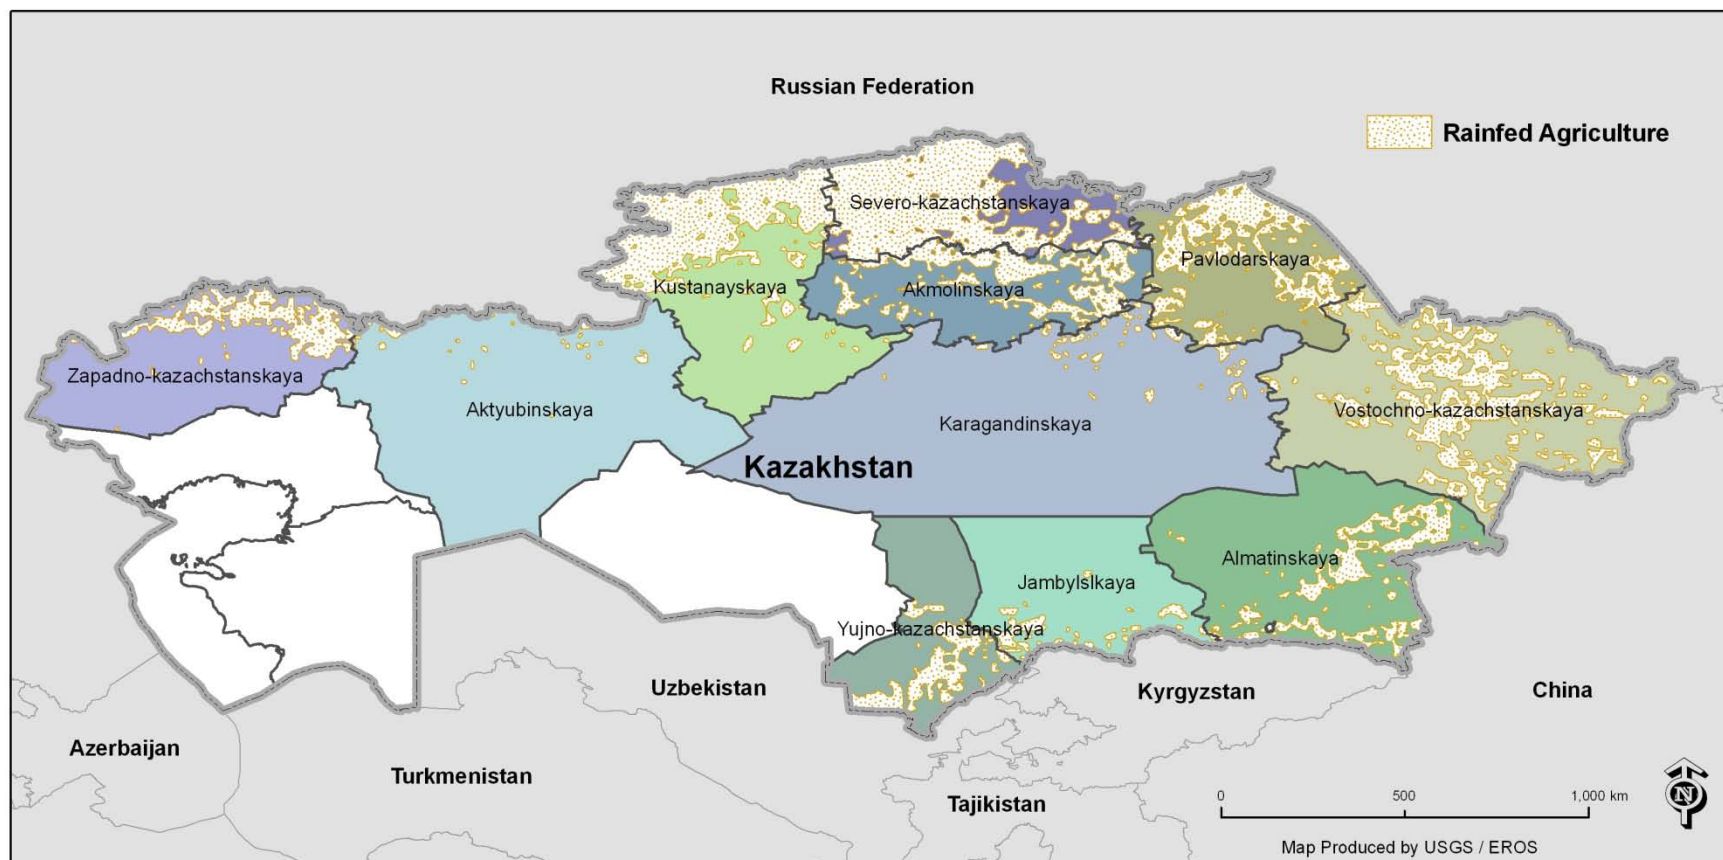 Russian Federation
Rainfed Agriculture
Severo-kazachstanskaya
Pavlodarskaya
Kustanayskaya
Akmolinskaya
Zapadno-kazachstanskaya
Aktyubinskaya
Karagandinskaya
Vostochno-kazachstanskaya
Kazakhstan
Almatinskaya
Jambylslkaya
Yujno-kazachstanskaya
Uzbekistan
Kyrgyzstan
China
Azerbaijan
Turkmenistan
Tajikistan
0 500 1,000 km
N
Map Produced by USGS / EROS